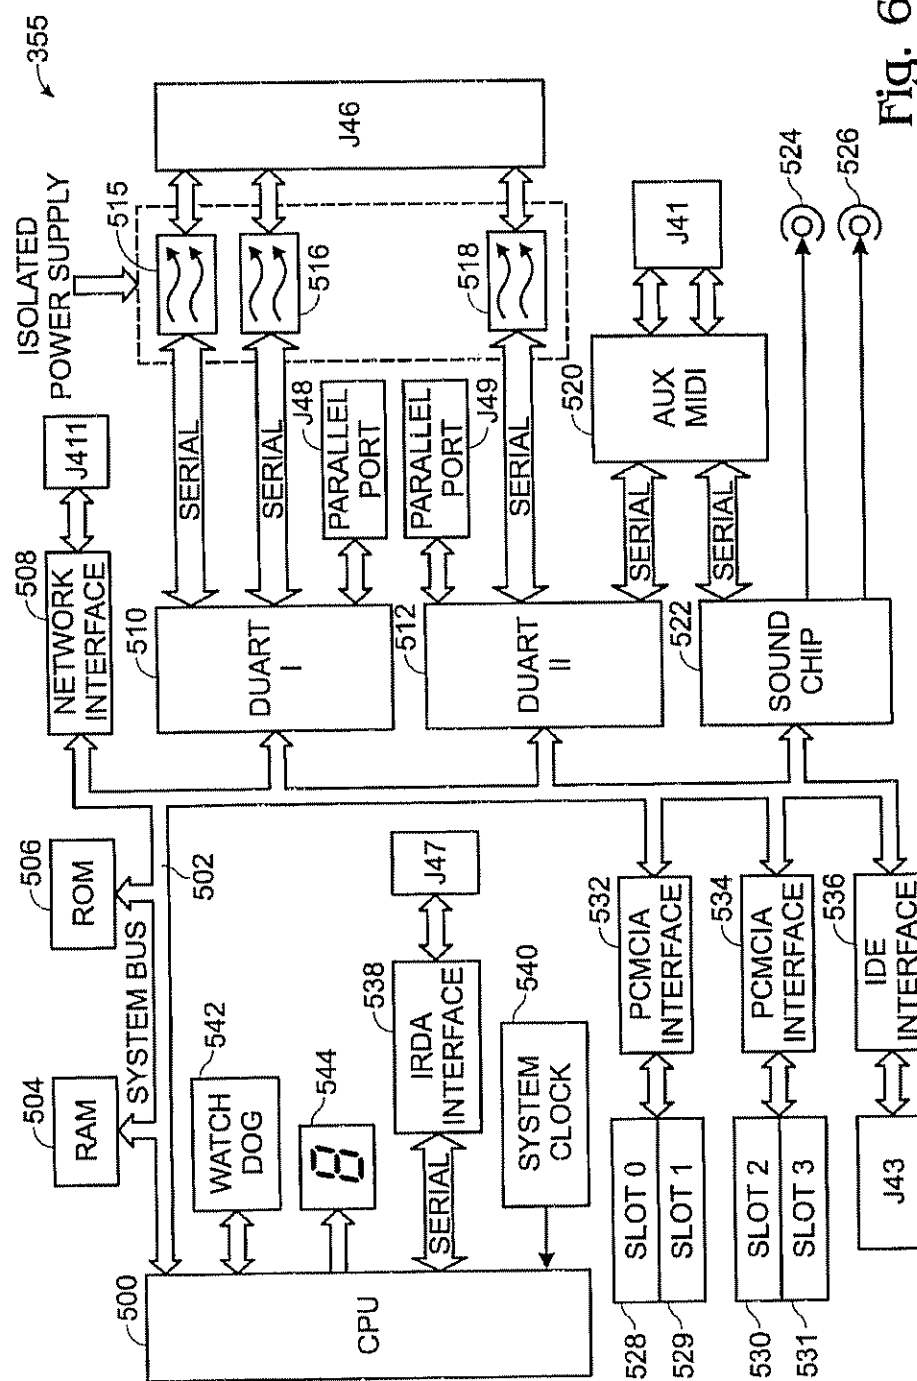 355
ISOLATED
POWER SUPPLY
515
516
518
J46
J411
508
NETWORK
INTERFACE
SERIAL
SERIAL
J48
PARALLEL
PORT
J49
PARALLEL
PORT
SERIAL
510
DUART
I
512
DUART
II
SERIAL
SERIAL
520
AUX
MIDI
J41
522
SOUND
CHIP
524
526
506
ROM
504
RAM
SYSTEM BUS
502
542
WATCH
DOG
544
8
500
CPU
SERIAL
538
IRDA
INTERFACE
J47
540
SYSTEM
CLOCK
532
PCMCIA
INTERFACE
534
PCMCIA
INTERFACE
536
IDE
INTERFACE
SLOT 0
SLOT 1
SLOT 2
SLOT 3
J43
528
529
530
531
Fig. 6